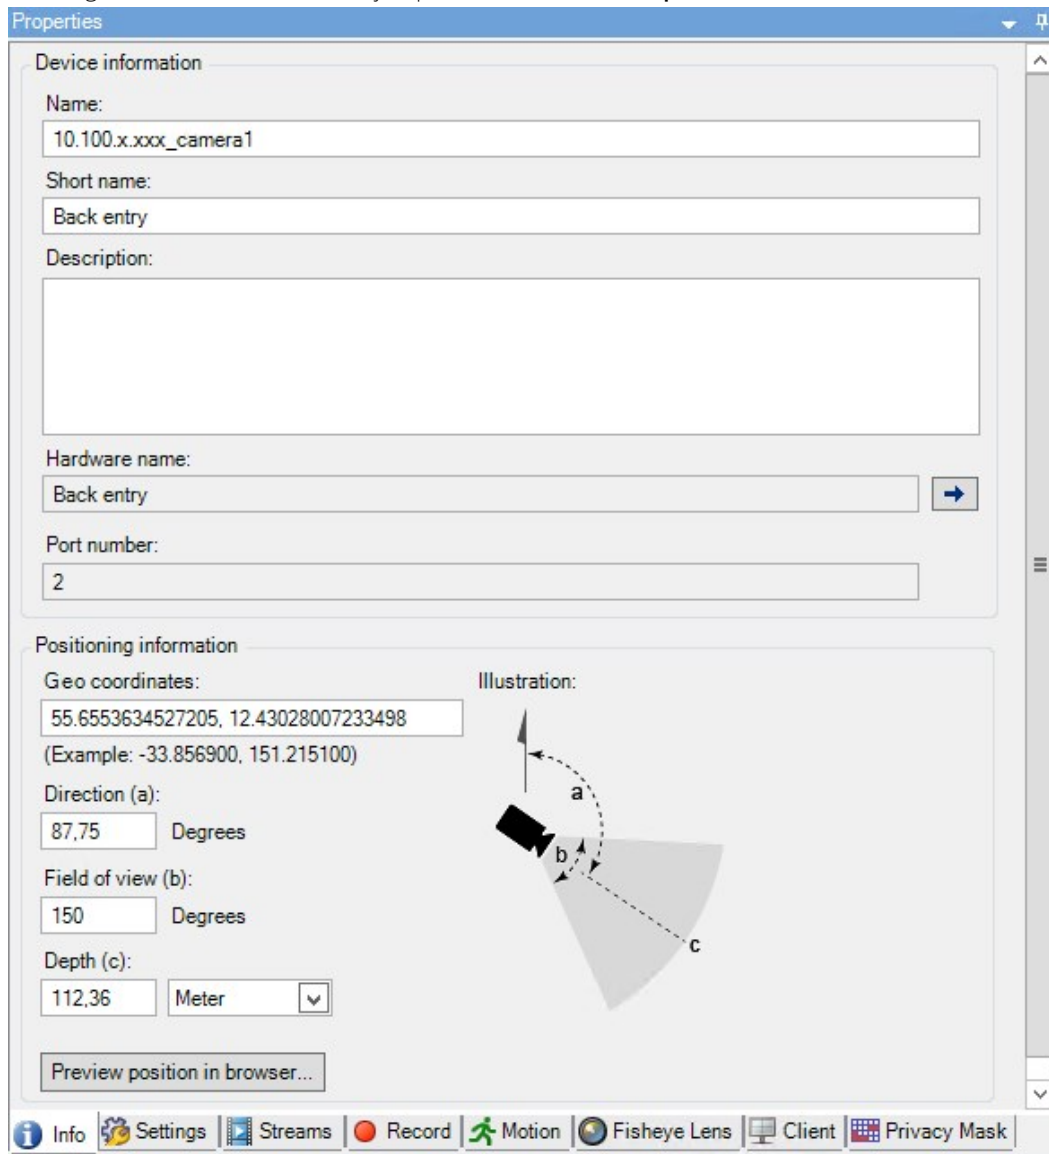 Properties
Device information
Name:
10.100.x.xxx_camera1
Short name:
Back entry
Description:
Hardware name:
Back entry
Port number:
2
Positioning information
Geo coordinates:
55.6553634527205, 12.43028007233498
(Example: -33.856900, 151.215100)
Direction (a):
87,75 Degrees
Field of view (b):
150 Degrees
Depth (c):
112,36 Meter
Preview position in browser...
Illustration:
a
b
c
Info Settings Streams Record Motion Fisheye Lens Client Privacy Mask